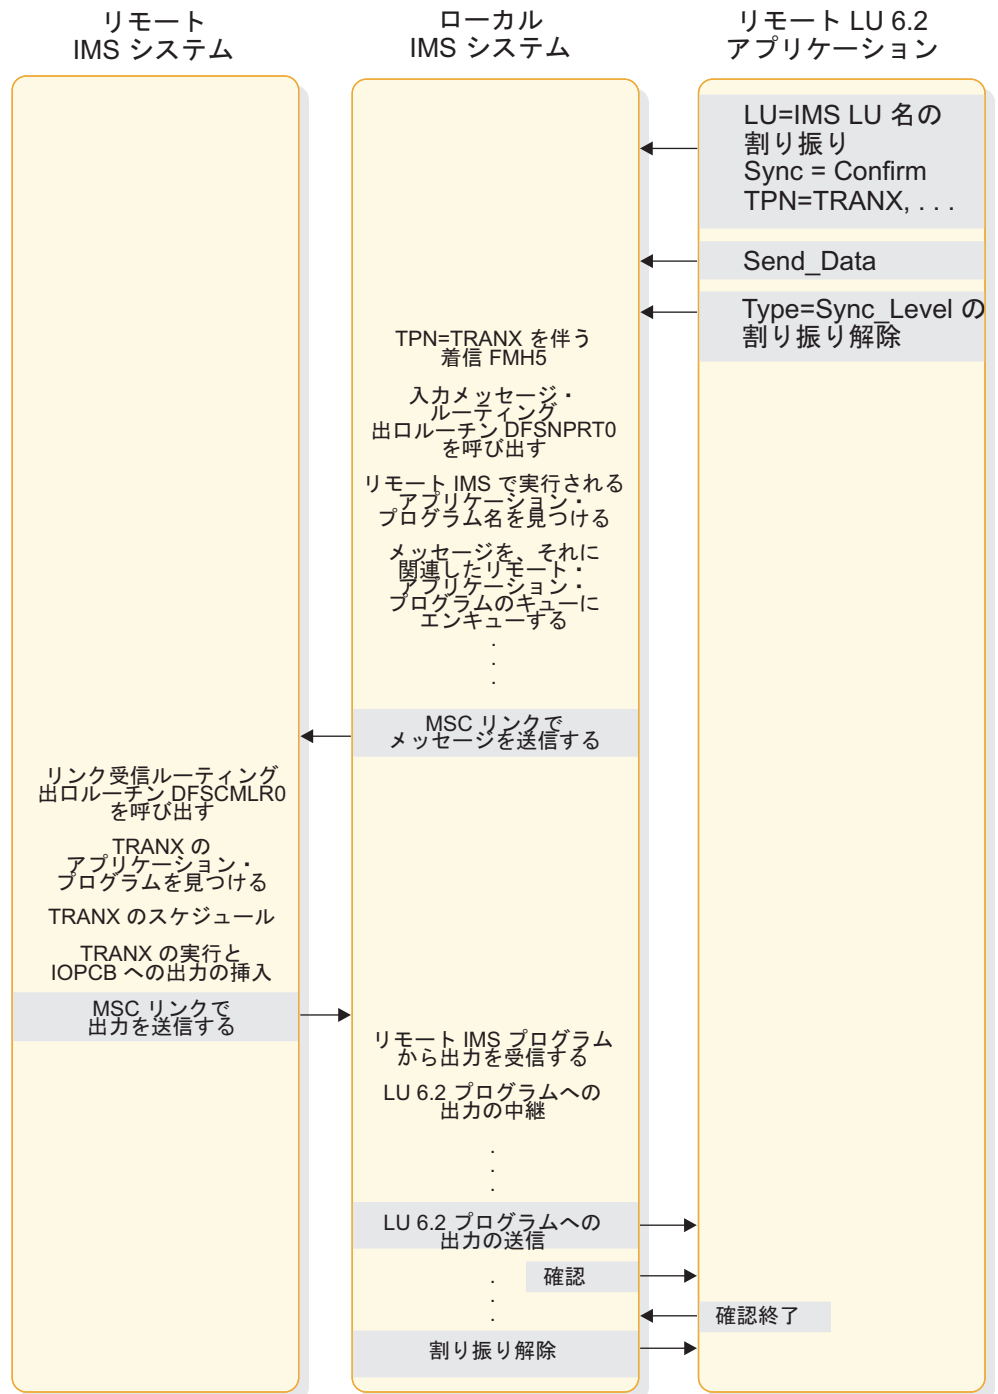 リモート
IMS システム
ローカル
IMS システム
リモート LU 6.2
アプリケーション
LU=IMS LU 名の
割り振り
Sync = Confirm
TPN=TRANX, . . .
Send_Data
Type=Sync_Level の
割り振り解除
TPN=TRANX を伴う
着信 FMH5
入力メッセージ・
ルーティング
出口ルーチン DFSNPRT0
を呼び出す
リモート IMS で実行される
アプリケーション・
プログラム名を見つける
メッセージを、それに
関連したリモート・
アプリケーション・
プログラムのキューに
エンキューする
.
.
.
MSC リンクで
メッセージを送信する
リンク受信ルーティング
出口ルーチン DFSCMLR0
を呼び出す
TRANX の
アプリケーション・
プログラムを見つける
TRANX のスケジュール
TRANX の実行と
IOPCB への出力の挿入
MSC リンクで
出力を送信する
リモート IMS プログラム
から出力を受信する
LU 6.2 プログラムへの
出力の中継
.
.
.
LU 6.2 プログラムへの
出力の送信
.
確認
.
.
確認終了
割り振り解除